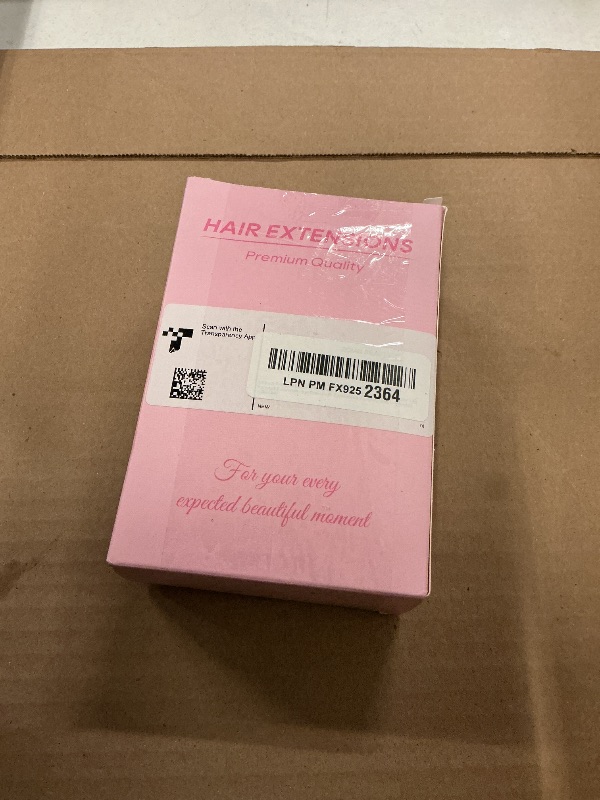 HAIR EXTENSIONS
Premium Quality
Scan with the
Transparency App
LPN PM FX925 2364
New
For your every
expected beautiful moment